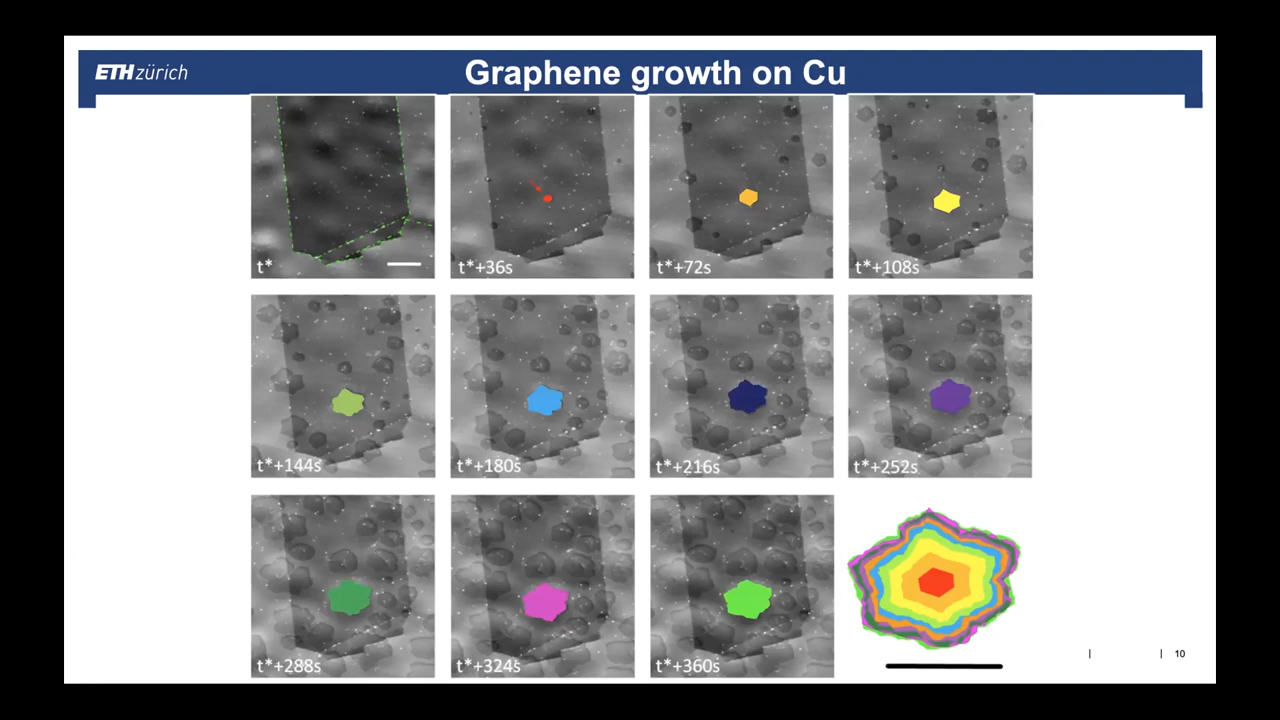 ETH zürich
Graphene growth on Cu
t*
t*+36s
t*+72s
t*+108s
t*+144s
t*+180s
t*+216s
t*+252s
t*+288s
t*+324s
t*+360s
| | 10